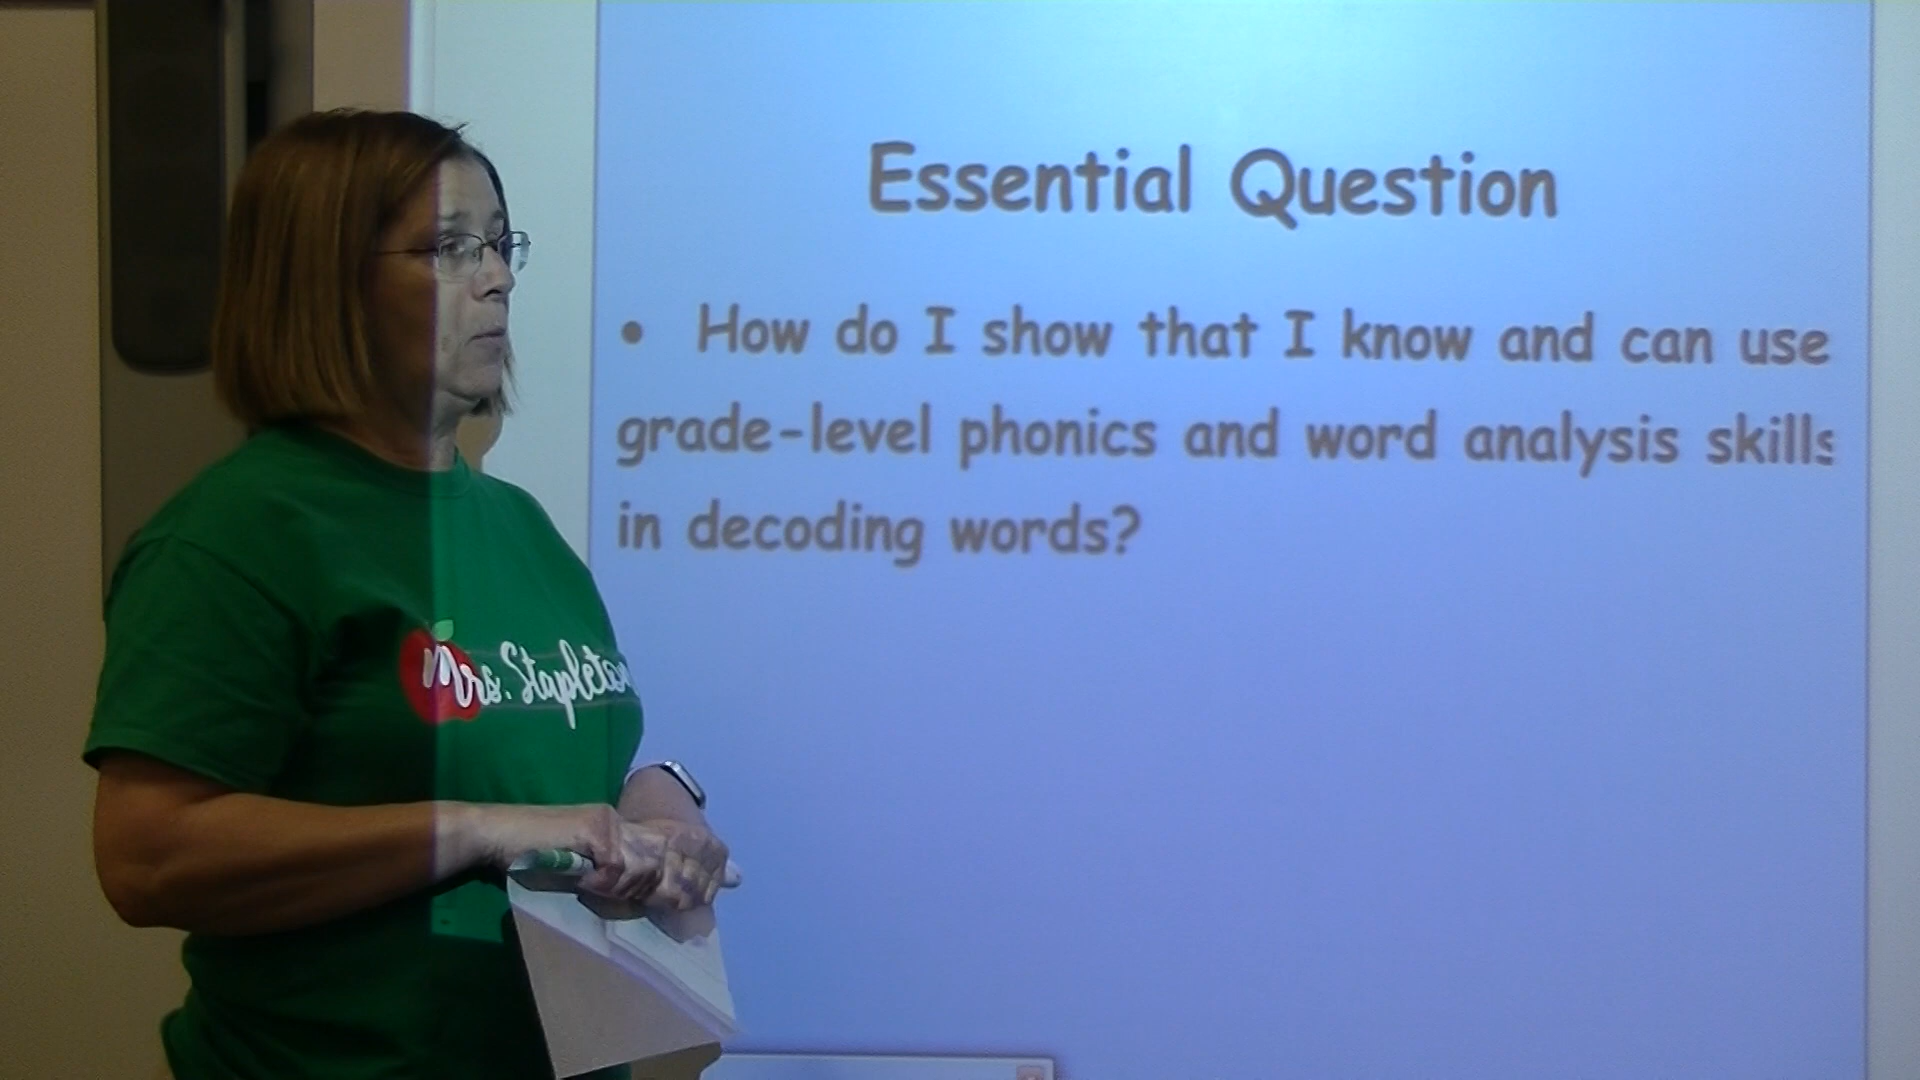 Essential Question
• How do I show that I know and can use
grade-level phonics and word analysis skills
in decoding words?
Mrs. Stapleton